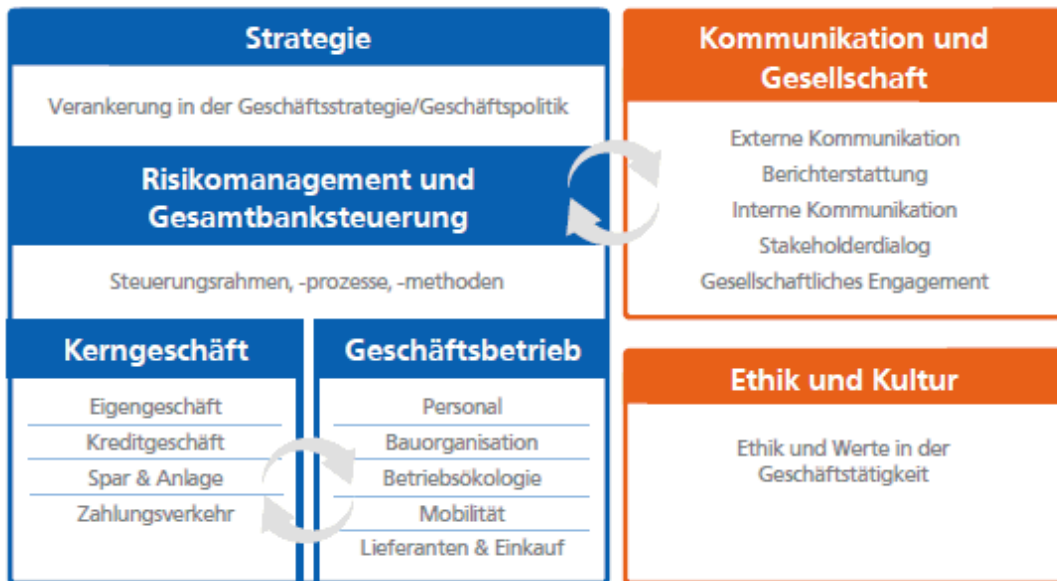 Strategie
Verankerung in der Geschäftsstrategie/Geschäftspolitik
Risikomanagement und
Gesamtbanksteuerung
Steuerungsrahmen, -prozesse, -methoden
Kerngeschäft
Eigengeschäft
Kreditgeschäft
Spar & Anlage
Zahlungsverkehr
Geschäftsbetrieb
Personal
Bauorganisation
Betriebsökologie
Mobilität
Lieferanten & Einkauf
Kommunikation und
Gesellschaft
Externe Kommunikation
Berichterstattung
Interne Kommunikation
Stakeholderdialog
Gesellschaftliches Engagement
Ethik und Kultur
Ethik und Werte in der
Geschäftstätigkeit